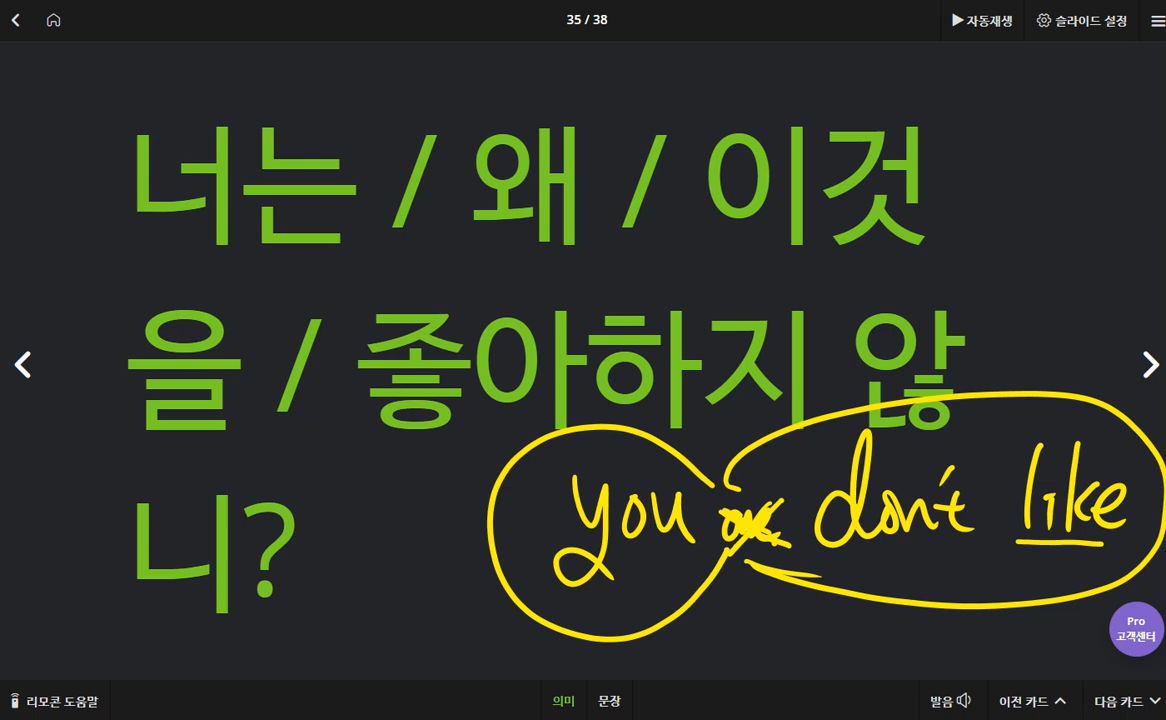 35 / 38
자동재생
슬라이드 설정
너는 / 왜 / 이것
을 / 좋아하지 않
니?
you don't like
Pro
고객센터
리모콘 도움말
의미
문장
발음
이전 카드
다음 카드